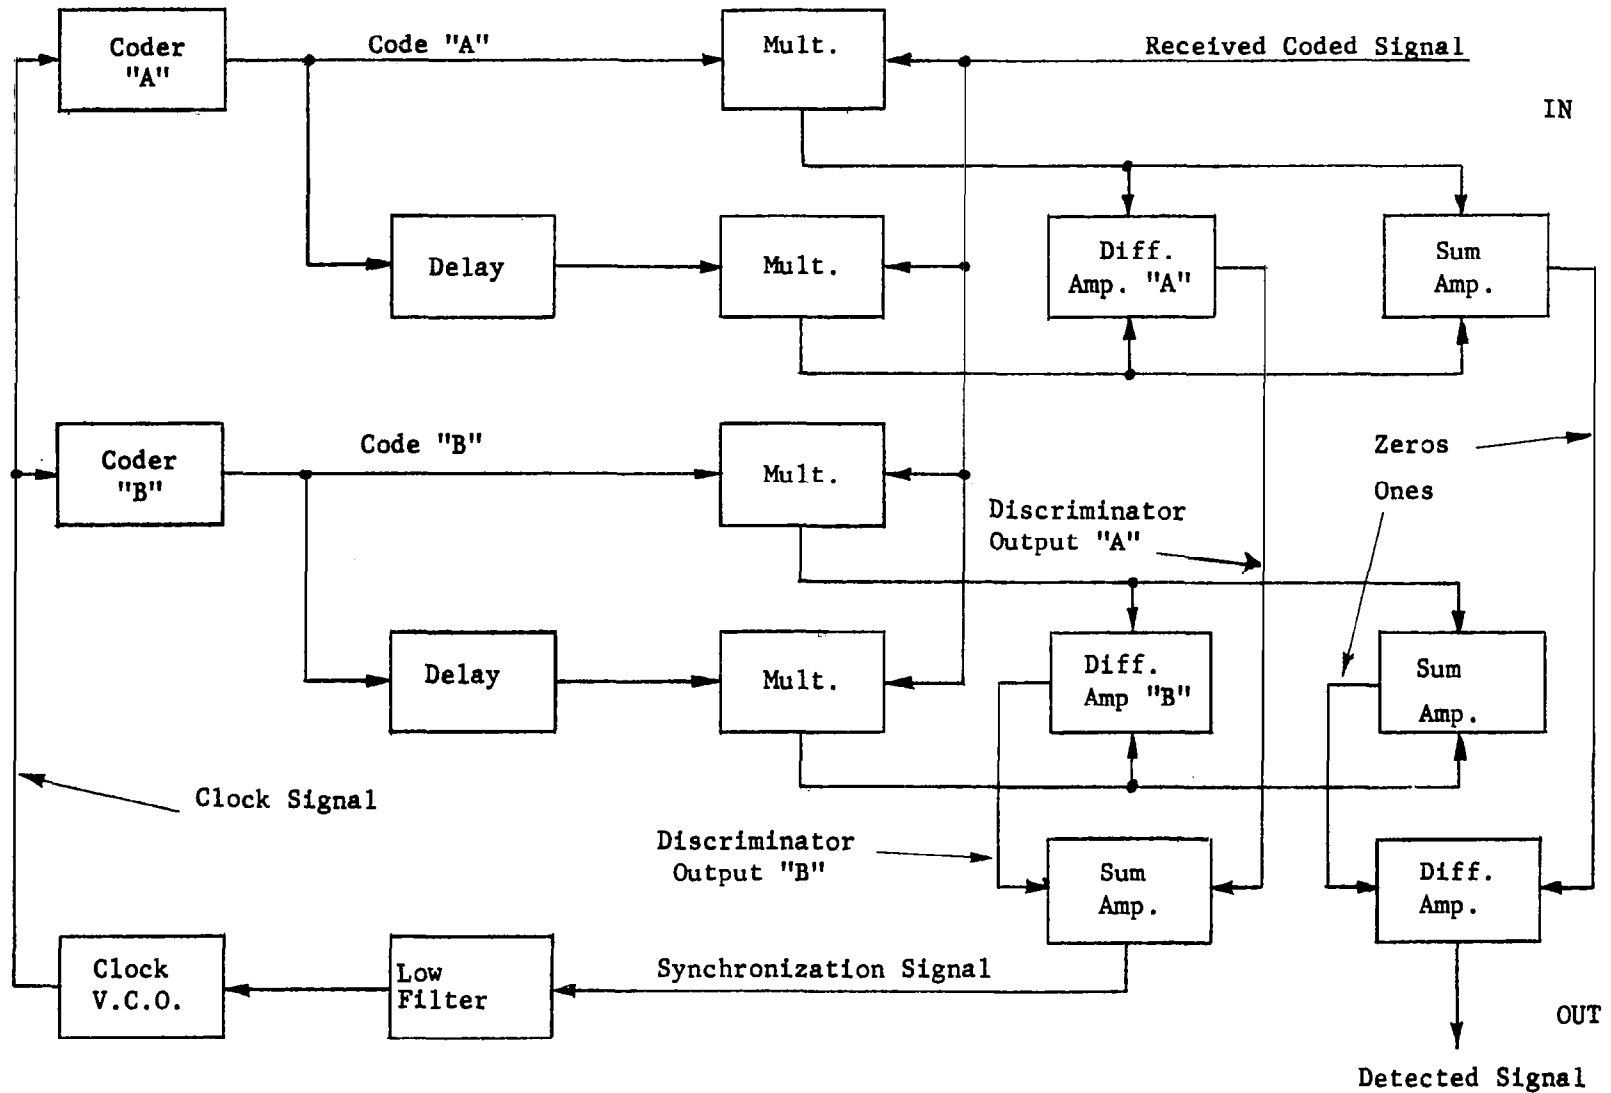 Coder
"A"
Code "A"
Mult.
Received Coded Signal
IN
Delay
Mult.
Diff.
Amp. "A"
Sum
Amp.
Coder
"B"
Code "B"
Mult.
Zeros
Ones
Discriminator
Output "A"
Delay
Mult.
Diff.
Amp "B"
Sum
Amp.
Clock Signal
Discriminator
Output "B"
Sum
Amp.
Diff.
Amp.
Clock
V.C.O.
Low
Filter
Synchronization Signal
OUT
Detected Signal